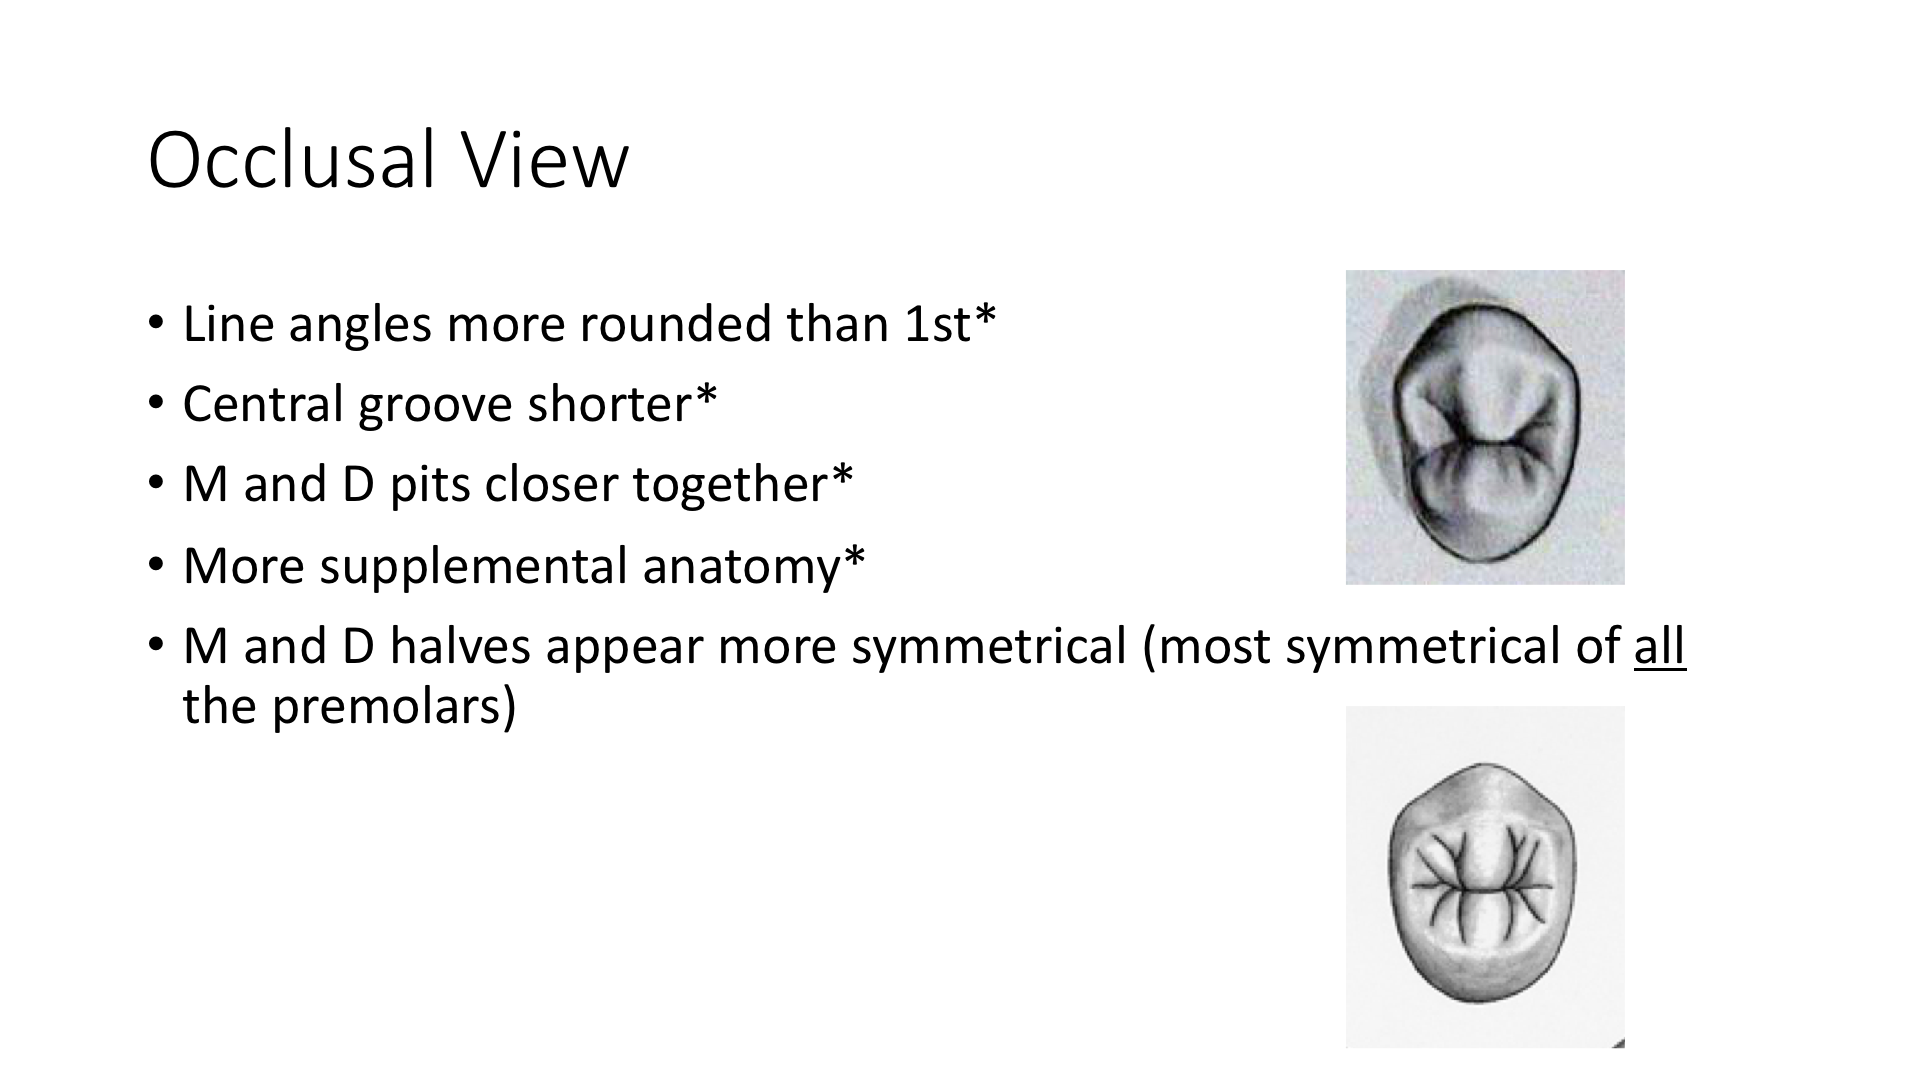 Occlusal View
• Line angles more rounded than 1st*
• Central groove shorter*
• M and D pits closer together*
• More supplemental anatomy*
• M and D halves appear more symmetrical (most symmetrical of all
the premolars)